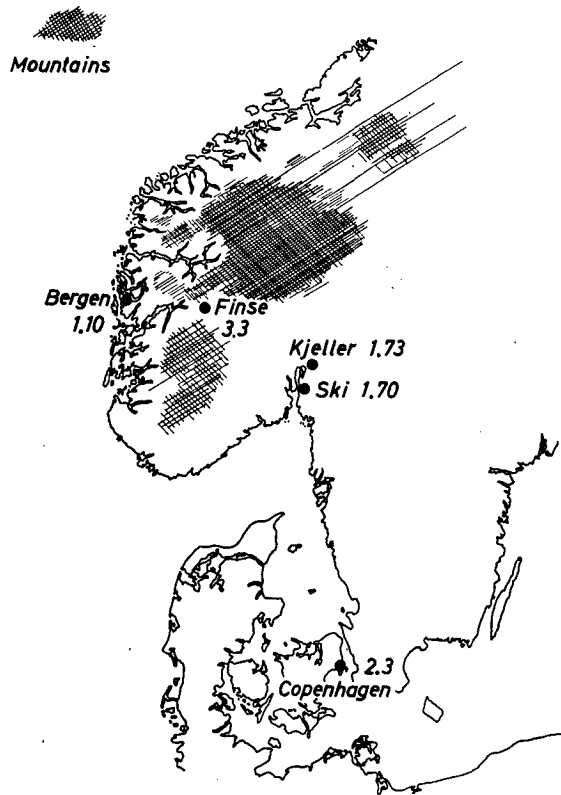 Mountains
Bergen
1.10
Finse
3.3
Kjeller 1.73
Ski 1.70
2.3
Copenhagen